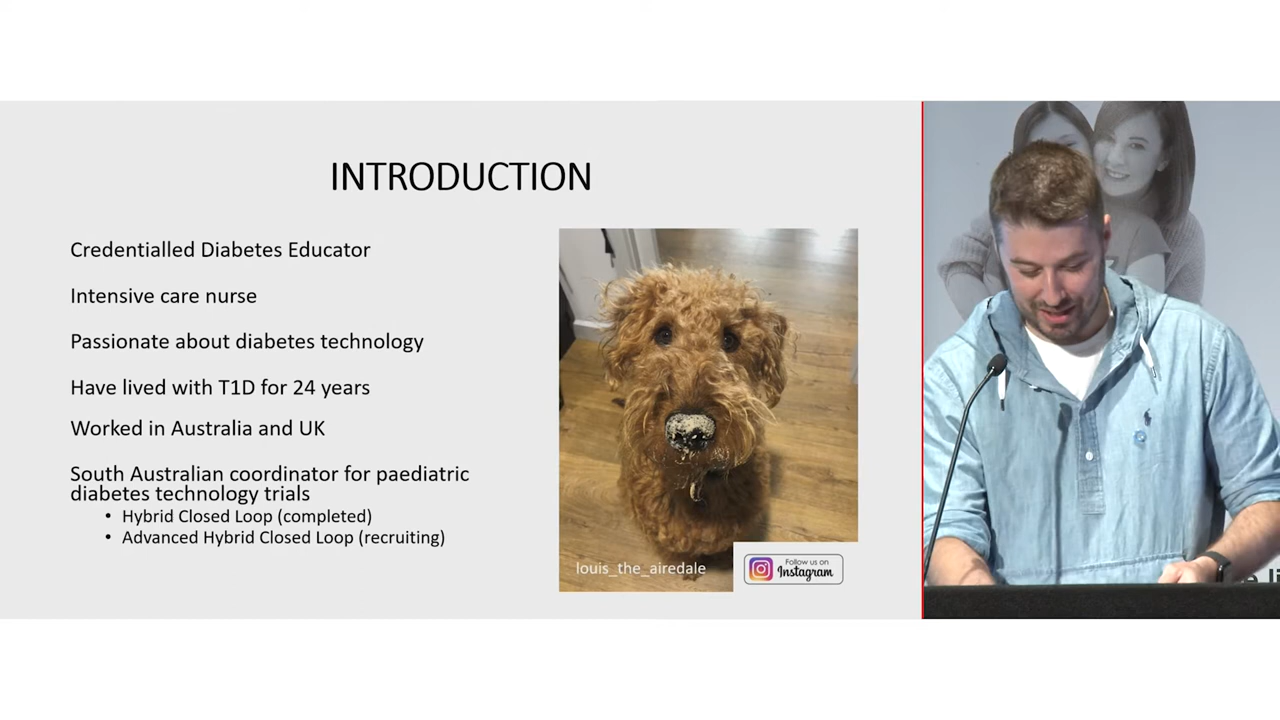 INTRODUCTION
Credentialled Diabetes Educator
Intensive care nurse
Passionate about diabetes technology
Have lived with T1D for 24 years
Worked in Australia and UK
South Australian coordinator for paediatric
diabetes technology trials
• Hybrid Closed Loop (completed)
• Advanced Hybrid Closed Loop (recruiting)
louis_the_airedale
Follow us on
Instagram